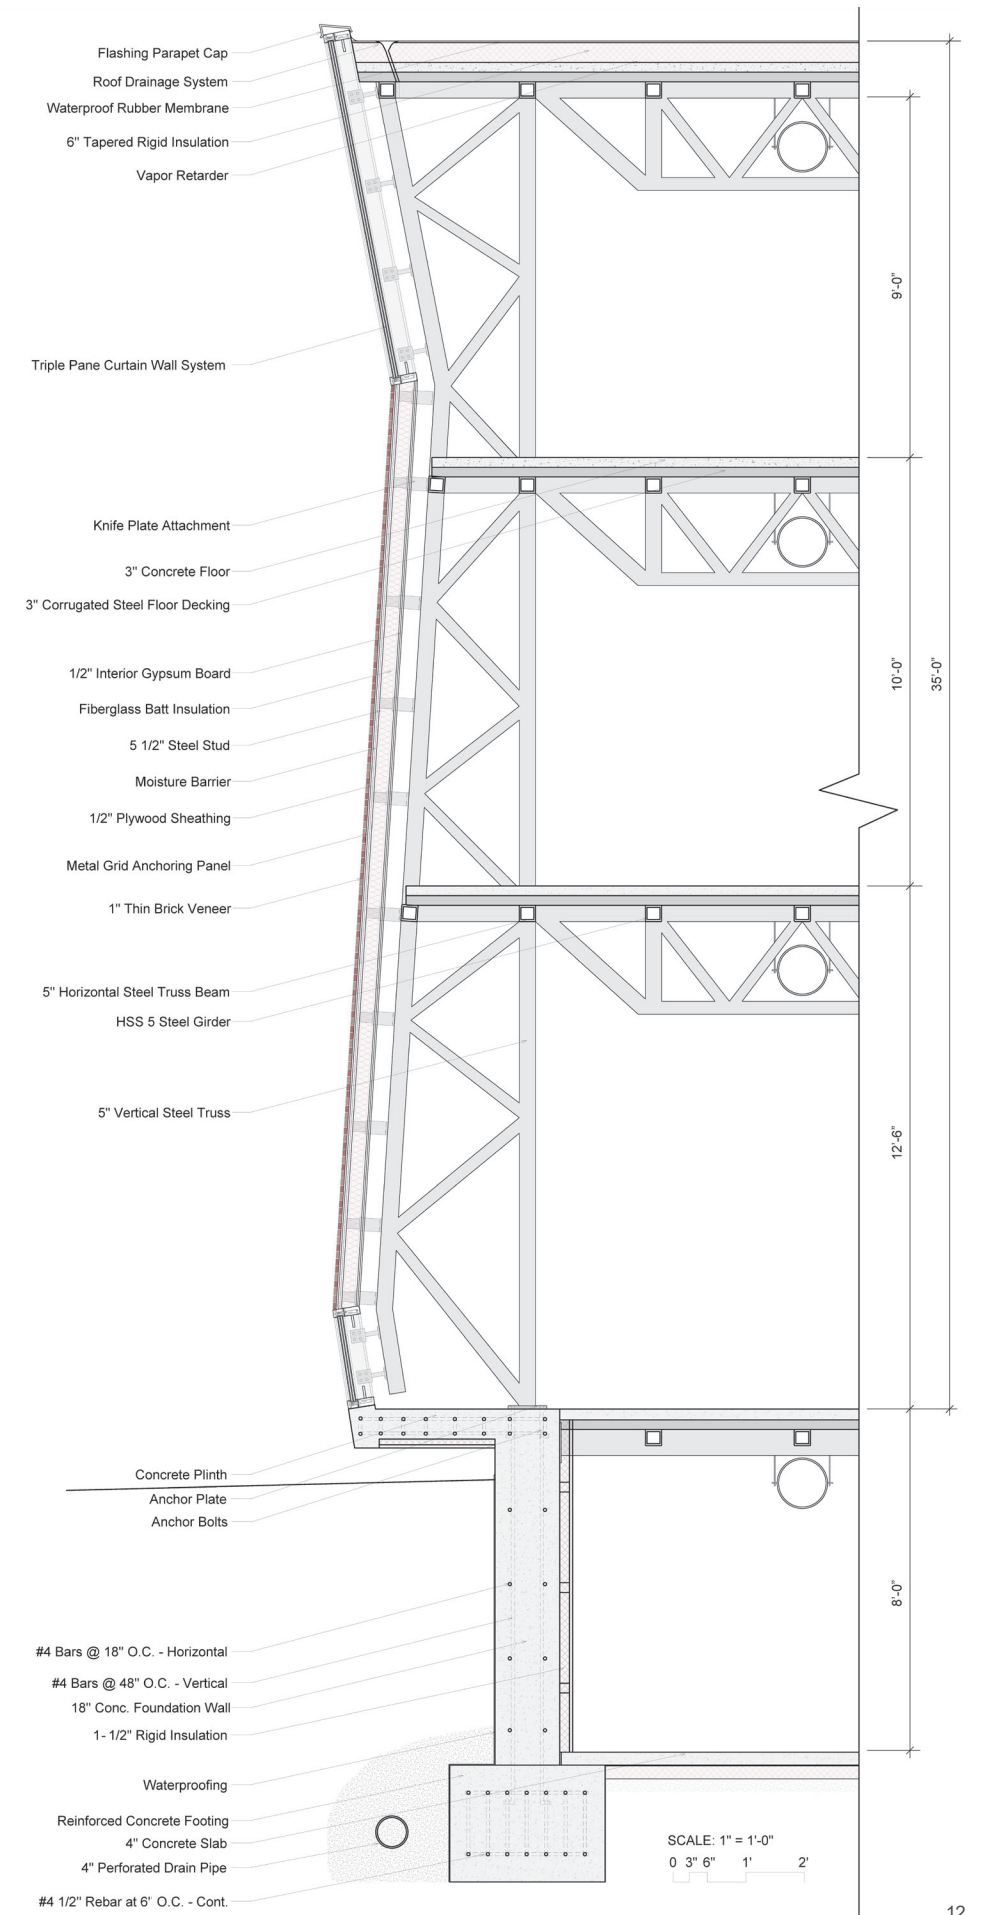 Flashing Parapet Cap
Roof Drainage System
Waterproof Rubber Membrane
6" Tapered Rigid Insulation
Vapor Retarder
9'-0"
Triple Pane Curtain Wall System
Knife Plate Attachment
3" Concrete Floor
3" Corrugated Steel Floor Decking
1/2" Interior Gypsum Board
10'-0"
35'-0"
Fiberglass Batt Insulation
5 1/2" Steel Stud
Moisture Barrier
1/2" Plywood Sheathing
Metal Grid Anchoring Panel
1" Thin Brick Veneer
5" Horizontal Steel Truss Beam
HSS 5 Steel Girder
5" Vertical Steel Truss
12'-6"
Concrete Plinth
Anchor Plate
Anchor Bolts
8'-0"
#4 Bars @ 18" O.C. - Horizontal
#4 Bars @ 48" O.C. - Vertical
18" Conc. Foundation Wall
1- 1/2" Rigid Insulation
Waterproofing
Reinforced Concrete Footing
4" Concrete Slab
4" Perforated Drain Pipe
#4 1/2" Rebar at 6' O.C. - Cont.
SCALE: 1" = 1'-0"
0 3" 6" 1' 2'
12